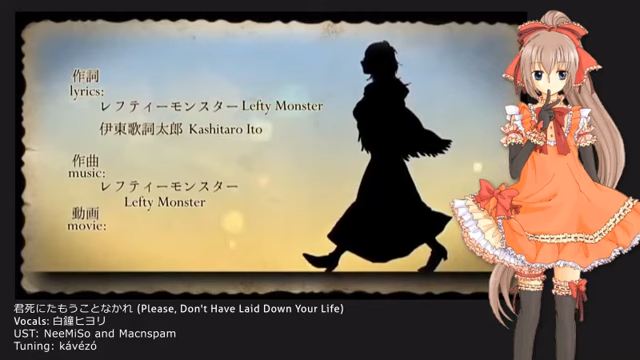 作詞
lyrics:
レフティーモンスター Lefty Monster
伊東歌詞太郎 Kashitaro Ito
作曲
music:
レフティーモンスター
Lefty Monster
動画
movie:
君死にたもうことなかれ (Please, Don't Have Laid Down Your Life)
Vocals: 白鐘ヒヨリ
UST: NeeMiSo and Macnspam
Tuning: kávézó